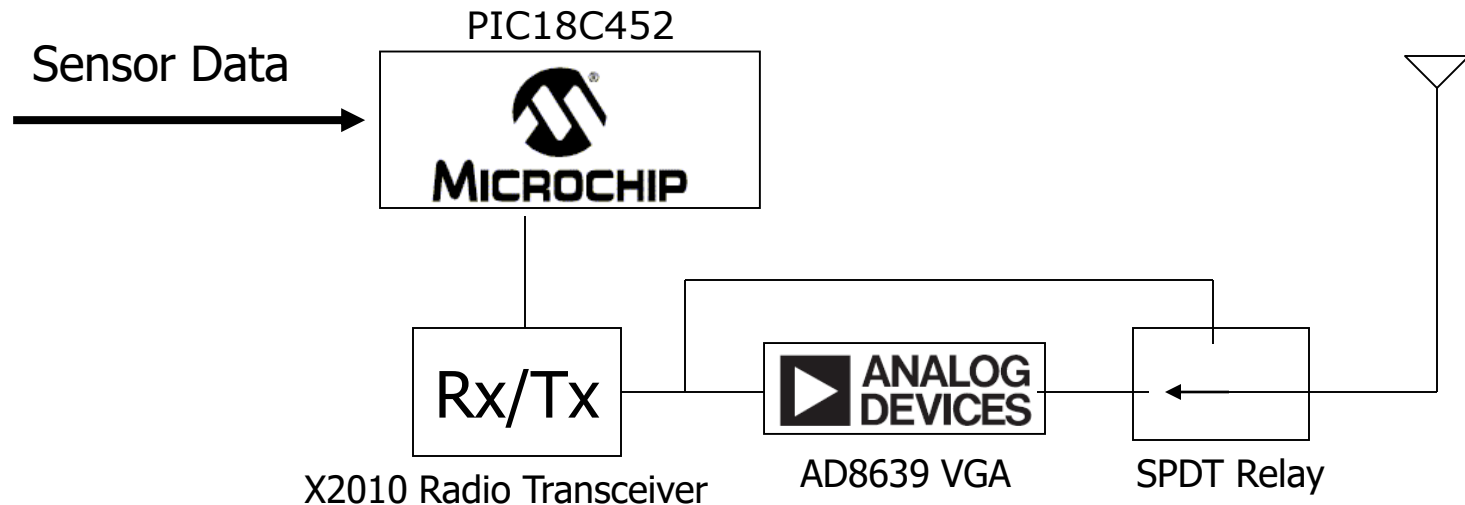 PIC18C452
Sensor Data
®
MICROCHIP
Rx/Tx
ANALOG
DEVICES
X2010 Radio Transceiver
AD8639 VGA
SPDT Relay